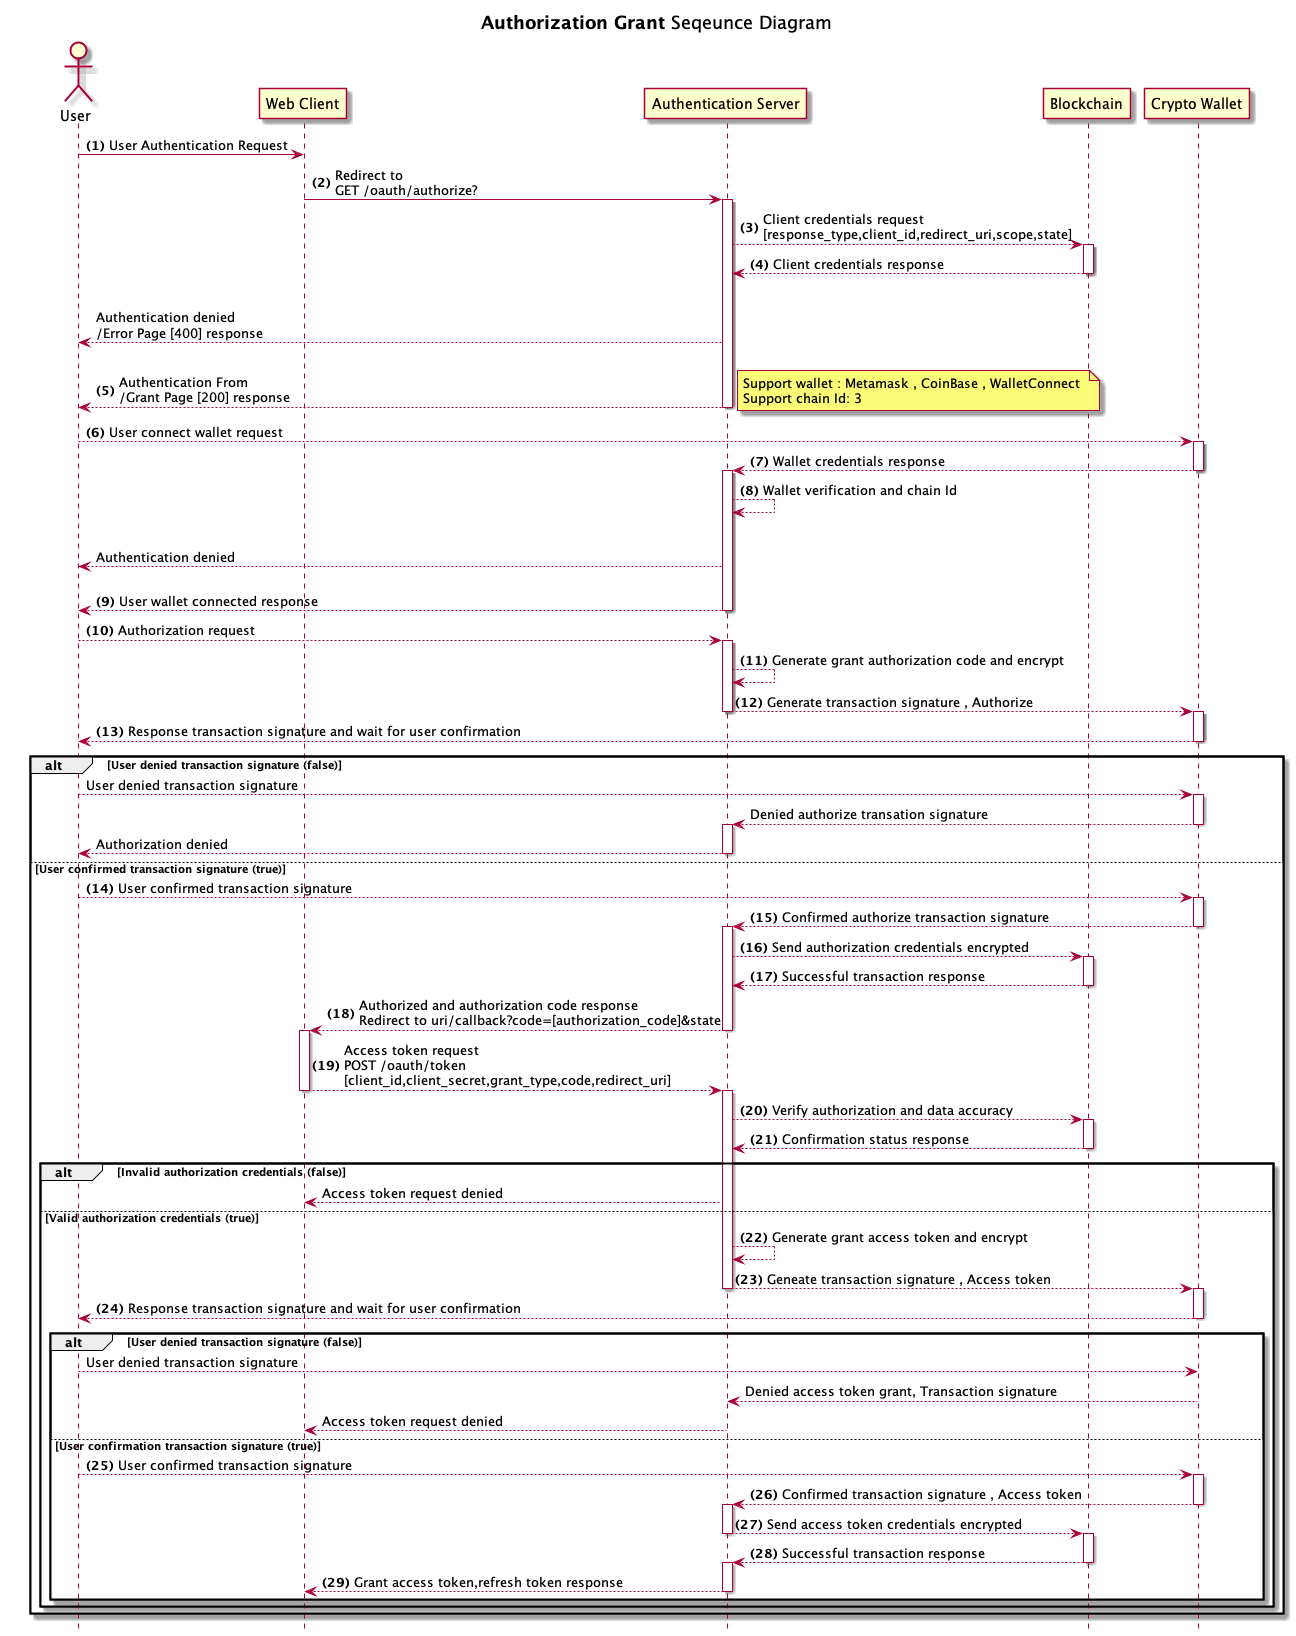 Authorization Grant Seqeunce Diagram
User
Web Client
Authentication Server
Blockchain
Crypto Wallet
(1) User Authentication Request
(2) Redirect to
GET /oauth/authorize?
(3) Client credentials request
[response_type,client_id,redirect_uri,scope,state]
(4) Client credentials response
Authentication denied
/Error Page [400] response
(5) Authentication From
/Grant Page [200] response
Support wallet : Metamask , CoinBase , WalletConnect
Support chain Id: 3
(6) User connect wallet request
(7) Wallet credentials response
(8) Wallet verification and chain Id
Authentication denied
(9) User wallet connected response
(10) Authorization request
(11) Generate grant authorization code and encrypt
(12) Generate transaction signature , Authorize
(13) Response transaction signature and wait for user confirmation
alt [User denied transaction signature (false)]
User denied transaction signature
Denied authorize transation signature
Authorization denied
[User confirmed transaction signature (true)]
(14) User confirmed transaction signature
(15) Confirmed authorize transaction signature
(16) Send authorization credentials encrypted
(17) Successful transaction response
(18) Authorized and authorization code response
Redirect to uri/callback?code=[authorization_code]&state
(19) Access token request
POST /oauth/token
[client_id,client_secret,grant_type,code,redirect_uri]
(20) Verify authorization and data accuracy
(21) Confirmation status response
alt [Invalid authorization credentials (false)]
Access token request denied
[Valid authorization credentials (true)]
(22) Generate grant access token and encrypt
(23) Geneate transaction signature , Access token
(24) Response transaction signature and wait for user confirmation
alt [User denied transaction signature (false)]
User denied transaction signature
Denied access token grant, Transaction signature
Access token request denied
[User confirmation transaction signature (true)]
(25) User confirmed transaction signature
(26) Confirmed transaction signature , Access token
(27) Send access token credentials encrypted
(28) Successful transaction response
(29) Grant access token,refresh token response